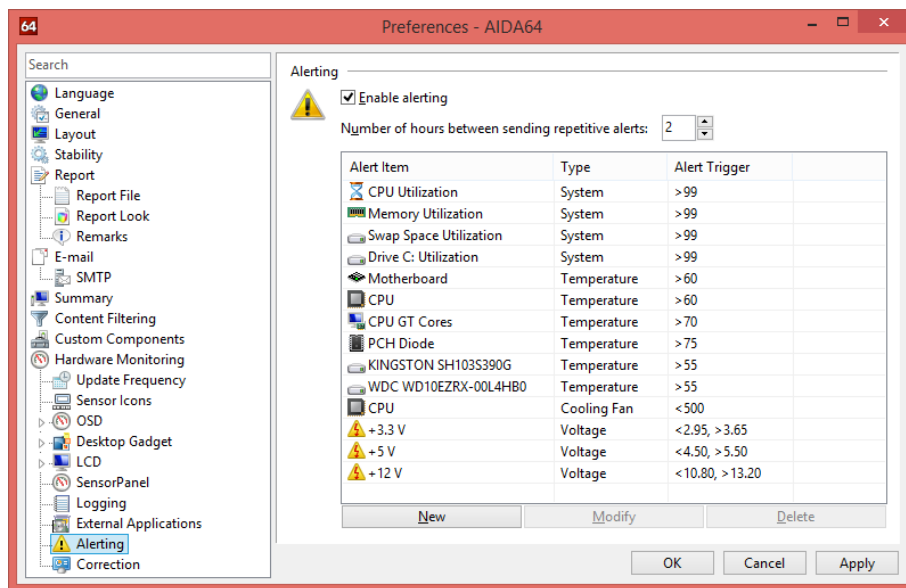 64 Preferences - AIDA64
Search
Language
General
Layout
Stability
Report
Report File
Report Look
Remarks
E-mail
SMTP
Summary
Content Filtering
Custom Components
Hardware Monitoring
Update Frequency
Sensor Icons
OSD
Desktop Gadget
LCD
SensorPanel
Logging
External Applications
Alerting
Correction
Alerting
Enable alerting
Number of hours between sending repetitive alerts: 2
Alert Item Type Alert Trigger
CPU Utilization System >99
Memory Utilization System >99
Swap Space Utilization System >99
Drive C: Utilization System >99
Motherboard Temperature >60
CPU Temperature >60
CPU GT Cores Temperature >70
PCH Diode Temperature >75
KINGSTON SH103S390G Temperature >55
WDC WD10EZRX-00L4HB0 Temperature >55
CPU Cooling Fan <500
+3.3 V Voltage <2.95, >3.65
+5 V Voltage <4.50, >5.50
+12 V Voltage <10.80, >13.20
New Modify Delete
OK Cancel Apply